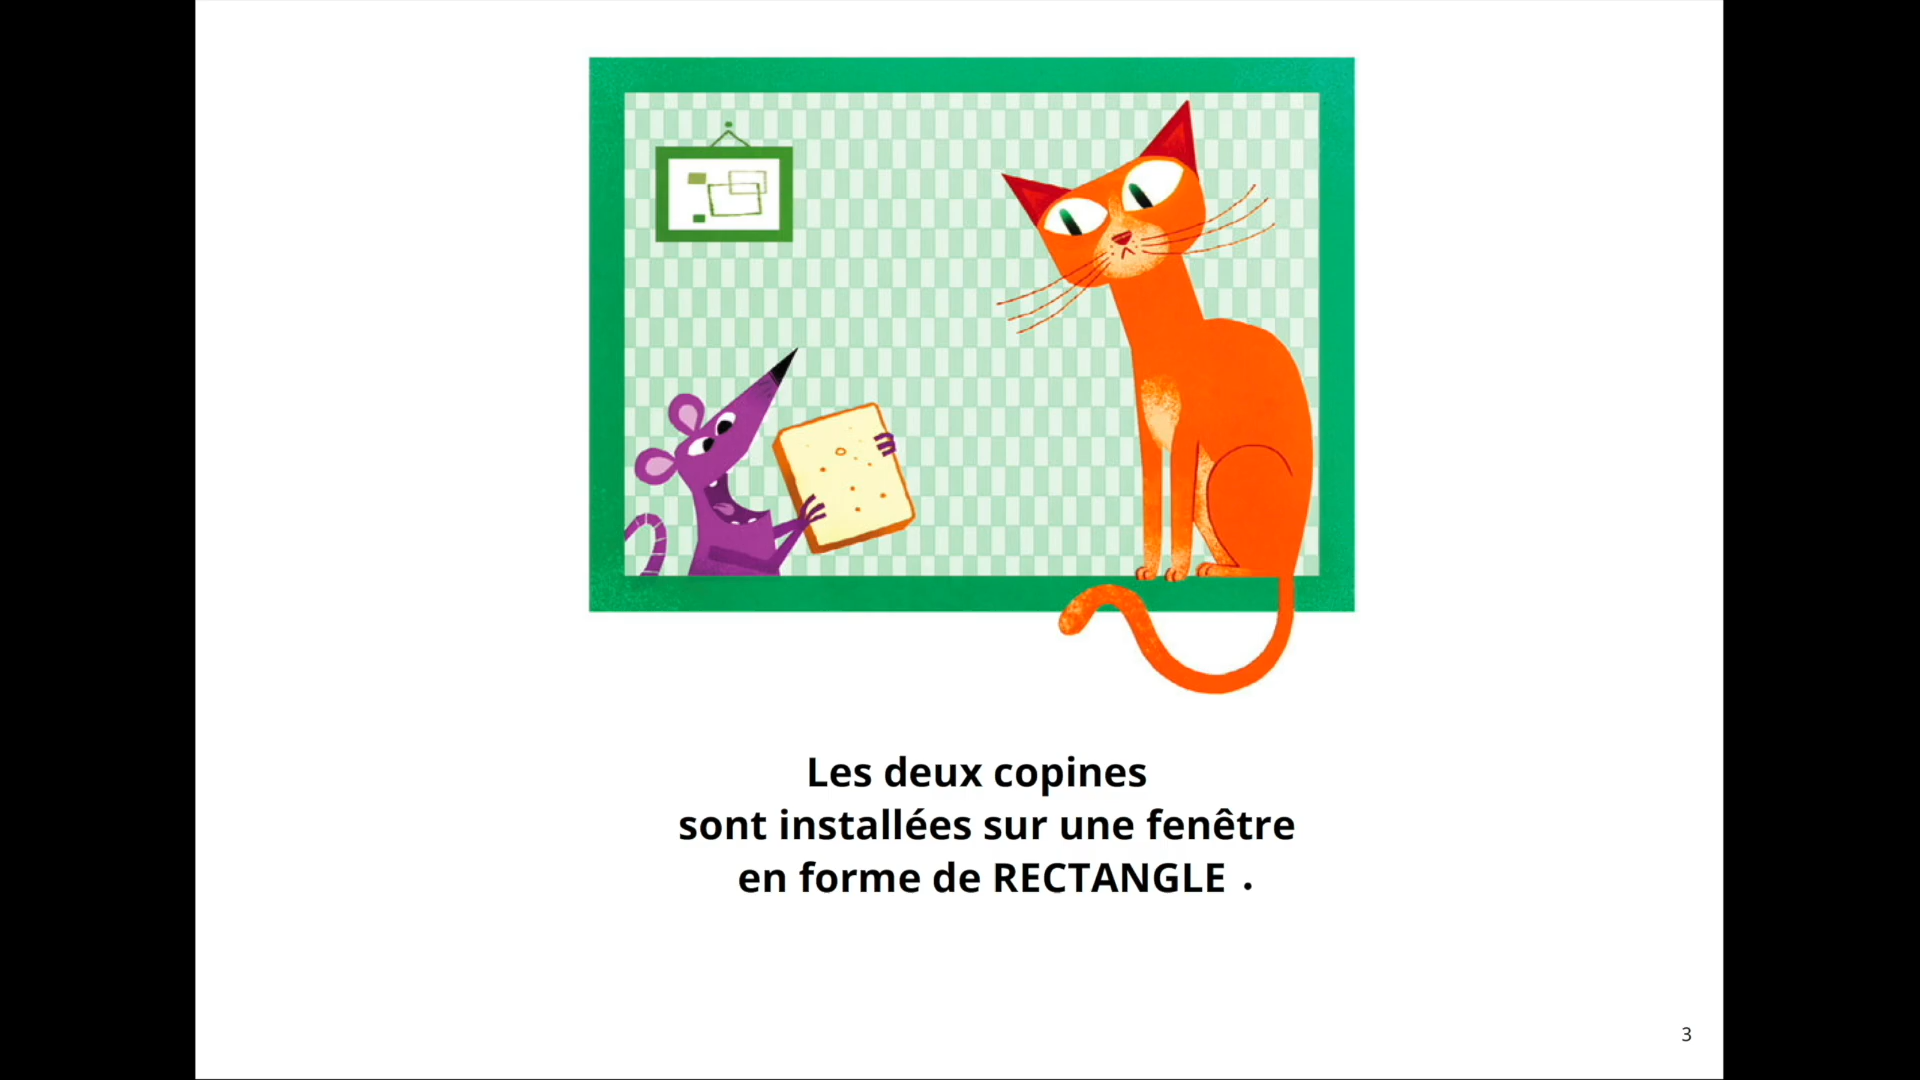 Les deux copines
sont installées sur une fenêtre
en forme de RECTANGLE .
3